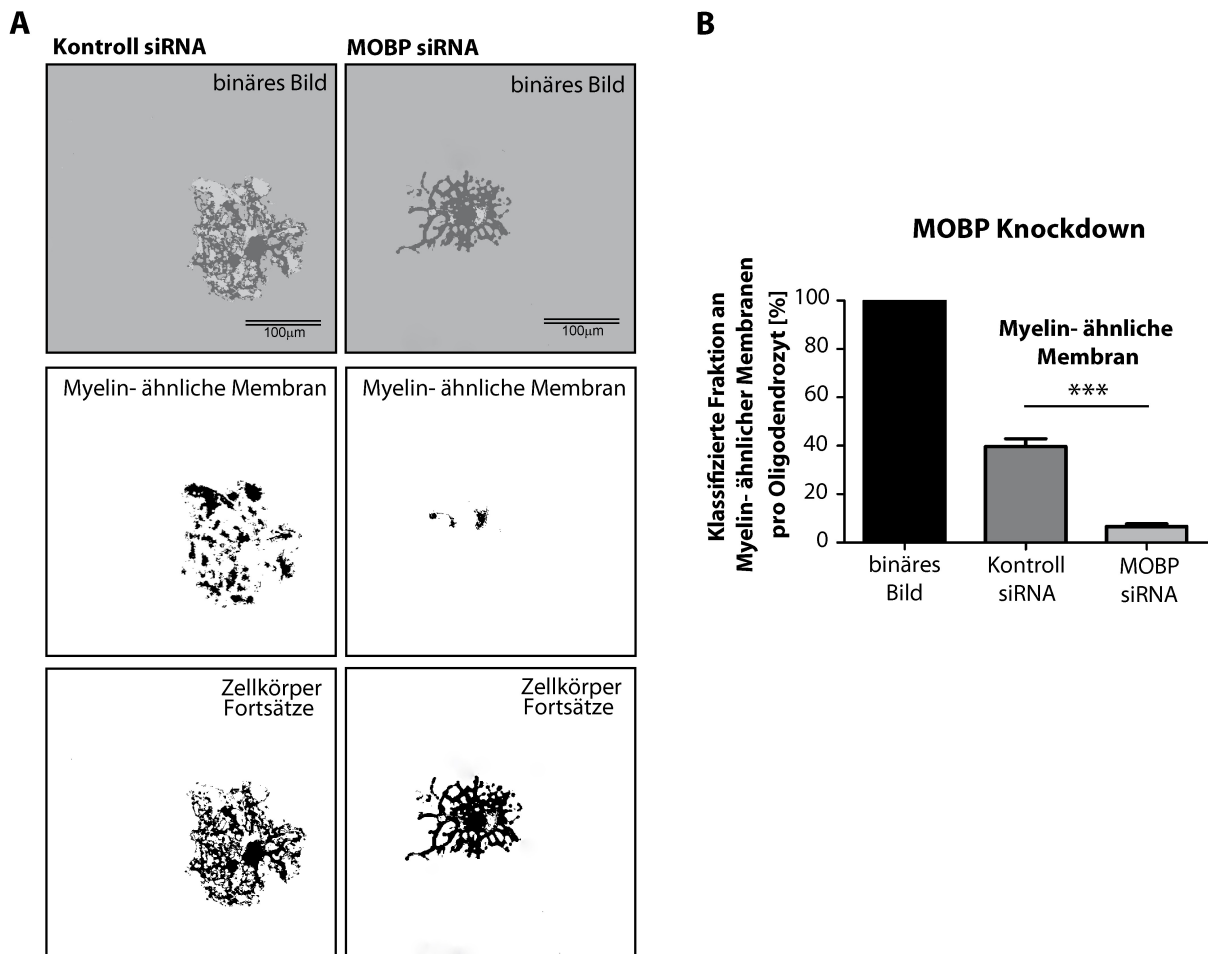 A
Kontroll siRNA
MOBP siRNA
binäres Bild
binäres Bild
100µm
100µm
Myelin- ähnliche Membran
Myelin- ähnliche Membran
Zellkörper
Fortsätze
Zellkörper
Fortsätze
B
MOBP Knockdown
Klassifizierte Fraktion an
Myelin- ähnlicher Membranen
pro Oligodendrozyt [%]
100
80
60
40
20
0
Myelin- ähnliche
Membran
***
binäres
Bild
Kontroll
siRNA
MOBP
siRNA